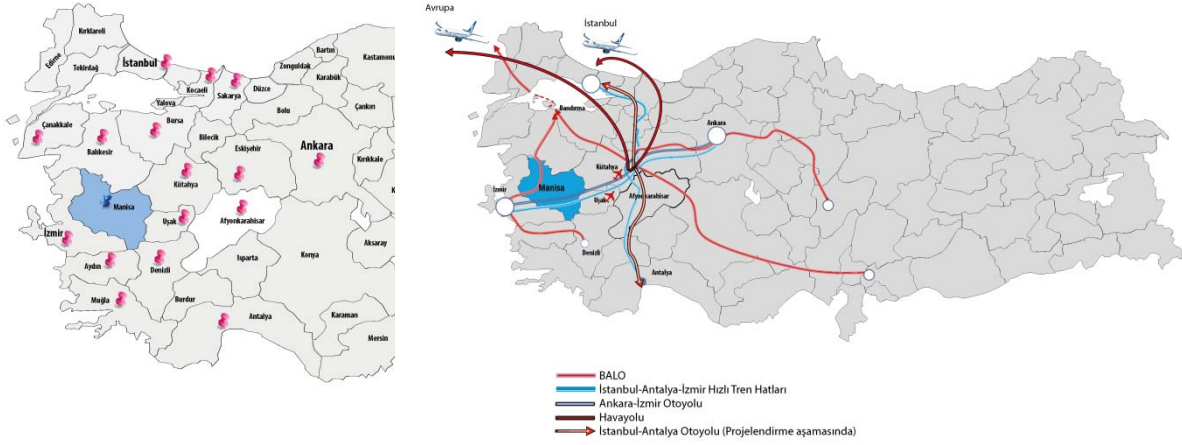 Kırklareli
Edirne
Tekirdağ
İstanbul
Kocaeli
Sakarya
Düzce
Zonguldak
Bartın
Karabük
Kastamonu
Yalova
Bolu
Çankırı
Çanakkale
Bursa
Bilecik
Balıkesir
Eskişehir
Ankara
Kırıkkale
Kütahya
Manisa
Uşak
Afyonkarahisar
İzmir
Aksaray
Aydın
Denizli
Isparta
Konya
Muğla
Burdur
Antalya
Karaman
Mersin
Avrupa
İstanbul
Bandırma
Ankara
Kütahya
İzmir
Manisa
Uşak
Afyonkarahisar
Denizli
Antalya
BALO
İstanbul-Antalya-İzmir Hızlı Tren Hatları
Ankara-İzmir Otoyolu
Havayolu
İstanbul-Antalya Otoyolu (Projelendirme aşamasında)